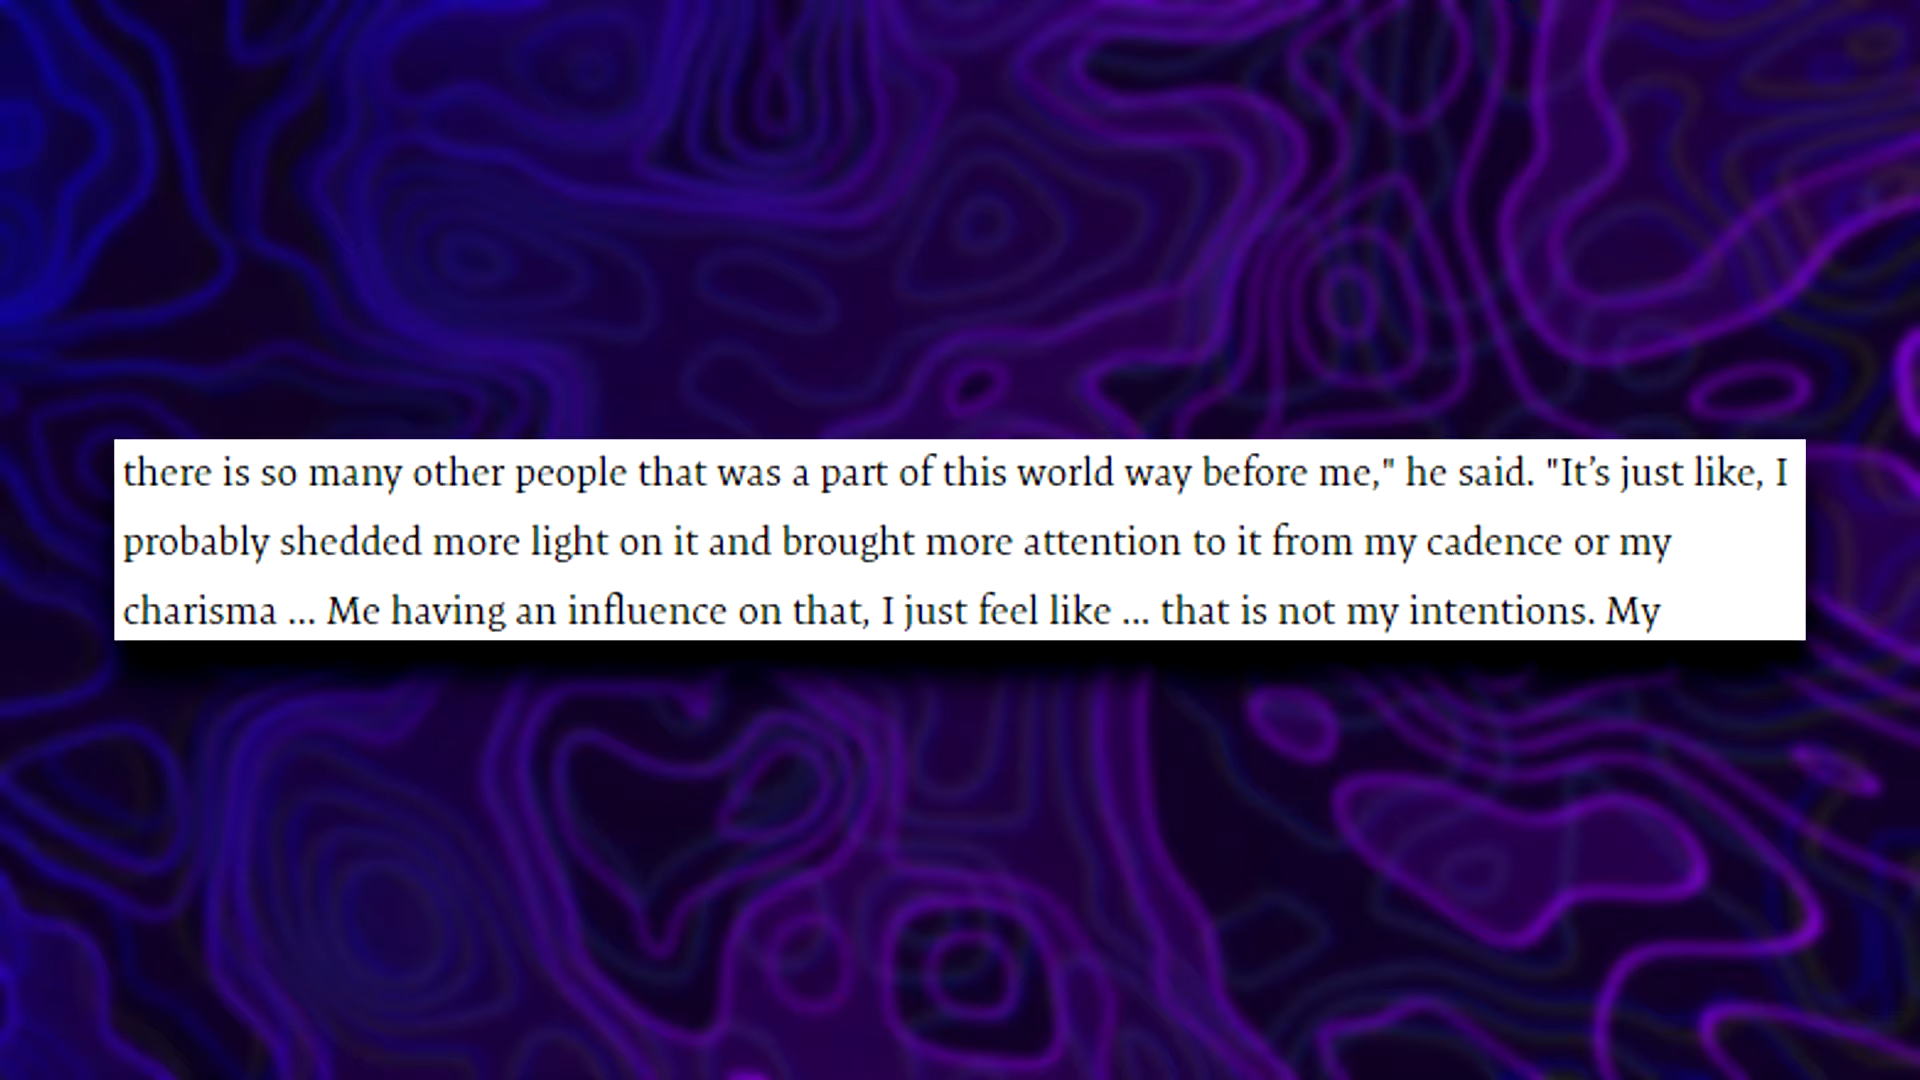 there is so many other people that was a part of this world way before me," he said. "It’s just like, I
probably shedded more light on it and brought more attention to it from my cadence or my
charisma ... Me having an influence on that, I just feel like ... that is not my intentions. My